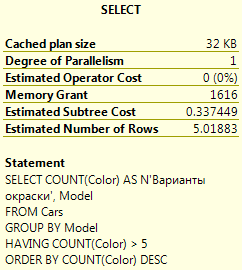 SELECT
Cached plan size 32 KB
Degree of Parallelism 1
Estimated Operator Cost 0 (0%)
Memory Grant 1616
Estimated Subtree Cost 0.337449
Estimated Number of Rows 5.01883
Statement
SELECT COUNT(Color) AS N'Варианты
окраски', Model
FROM Cars
GROUP BY Model
HAVING COUNT(Color) > 5
ORDER BY COUNT(Color) DESC